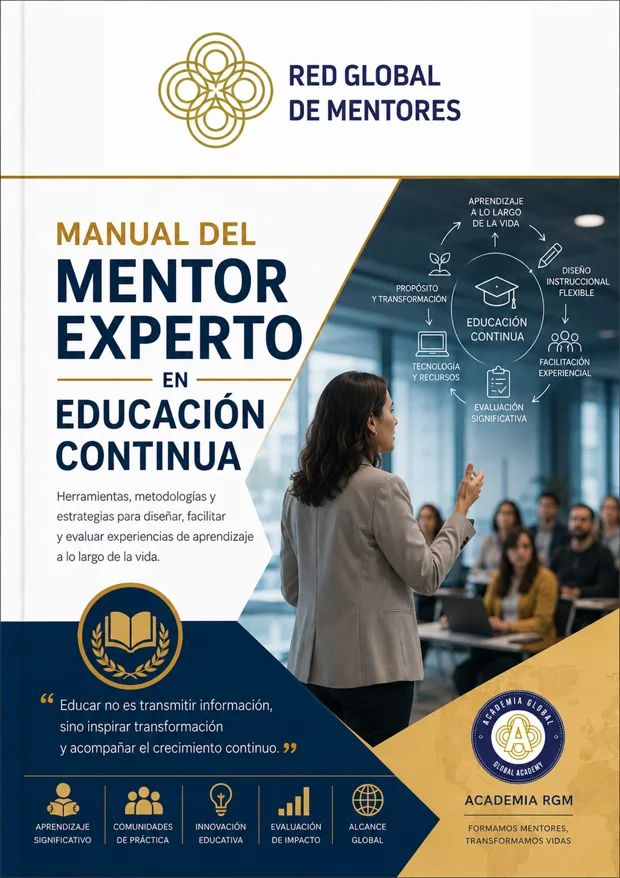 RED GLOBAL
DE MENTORES
MANUAL DEL
MENTOR
EXPERTO
EN
EDUCACIÓN
CONTINUA
Herramientas, metodologías y
estrategias para diseñar, facilitar
y evaluar experiencias de aprendizaje
a lo largo de la vida.
APRENDIZAJE
A LO LARGO
DE LA VIDA
DISEÑO
INSTRUCCIONAL
FLEXIBLE
FACILITACIÓN
EXPERIENCIAL
EVALUACIÓN
SIGNIFICATIVA
TECNOLOGÍA
Y RECURSOS
PROPÓSITO
Y TRANSFORMACIÓN
EDUCACIÓN
CONTINUA
“ Educar no es transmitir información,
sino inspirar transformación
y acompañar el crecimiento continuo. ”
APRENDIZAJE
SIGNIFICATIVO
COMUNIDADES
DE PRÁCTICA
INNOVACIÓN
EDUCATIVA
EVALUACIÓN
DE IMPACTO
ALCANCE
GLOBAL
ACADEMIA GLOBAL
A
GLOBAL ACADEMY
ACADEMIA RGM
FORMAMOS MENTORES,
TRANSFORMAMOS VIDAS